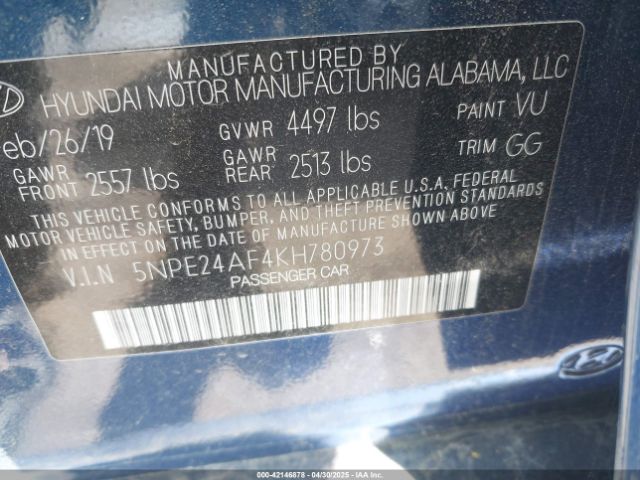 MANUFACTURED BY
HYUNDAI MOTOR MANUFACTURING ALABAMA, LLC
eb/26/19 GVWR 4497 lbs PAINT VU
GAWR FRONT 2557 lbs GAWR REAR 2513 lbs TRIM GG
THIS VEHICLE CONFORMS TO ALL APPLICABLE U.S.A. FEDERAL
MOTOR VEHICLE SAFETY, BUMPER, AND THEFT PREVENTION STANDARDS
IN EFFECT ON THE DATE OF MANUFACTURE SHOWN ABOVE
V.I.N 5NPE24AF4KH780973
PASSENGER CAR
000-42146878 - 04/30/2025 - IAA Inc.